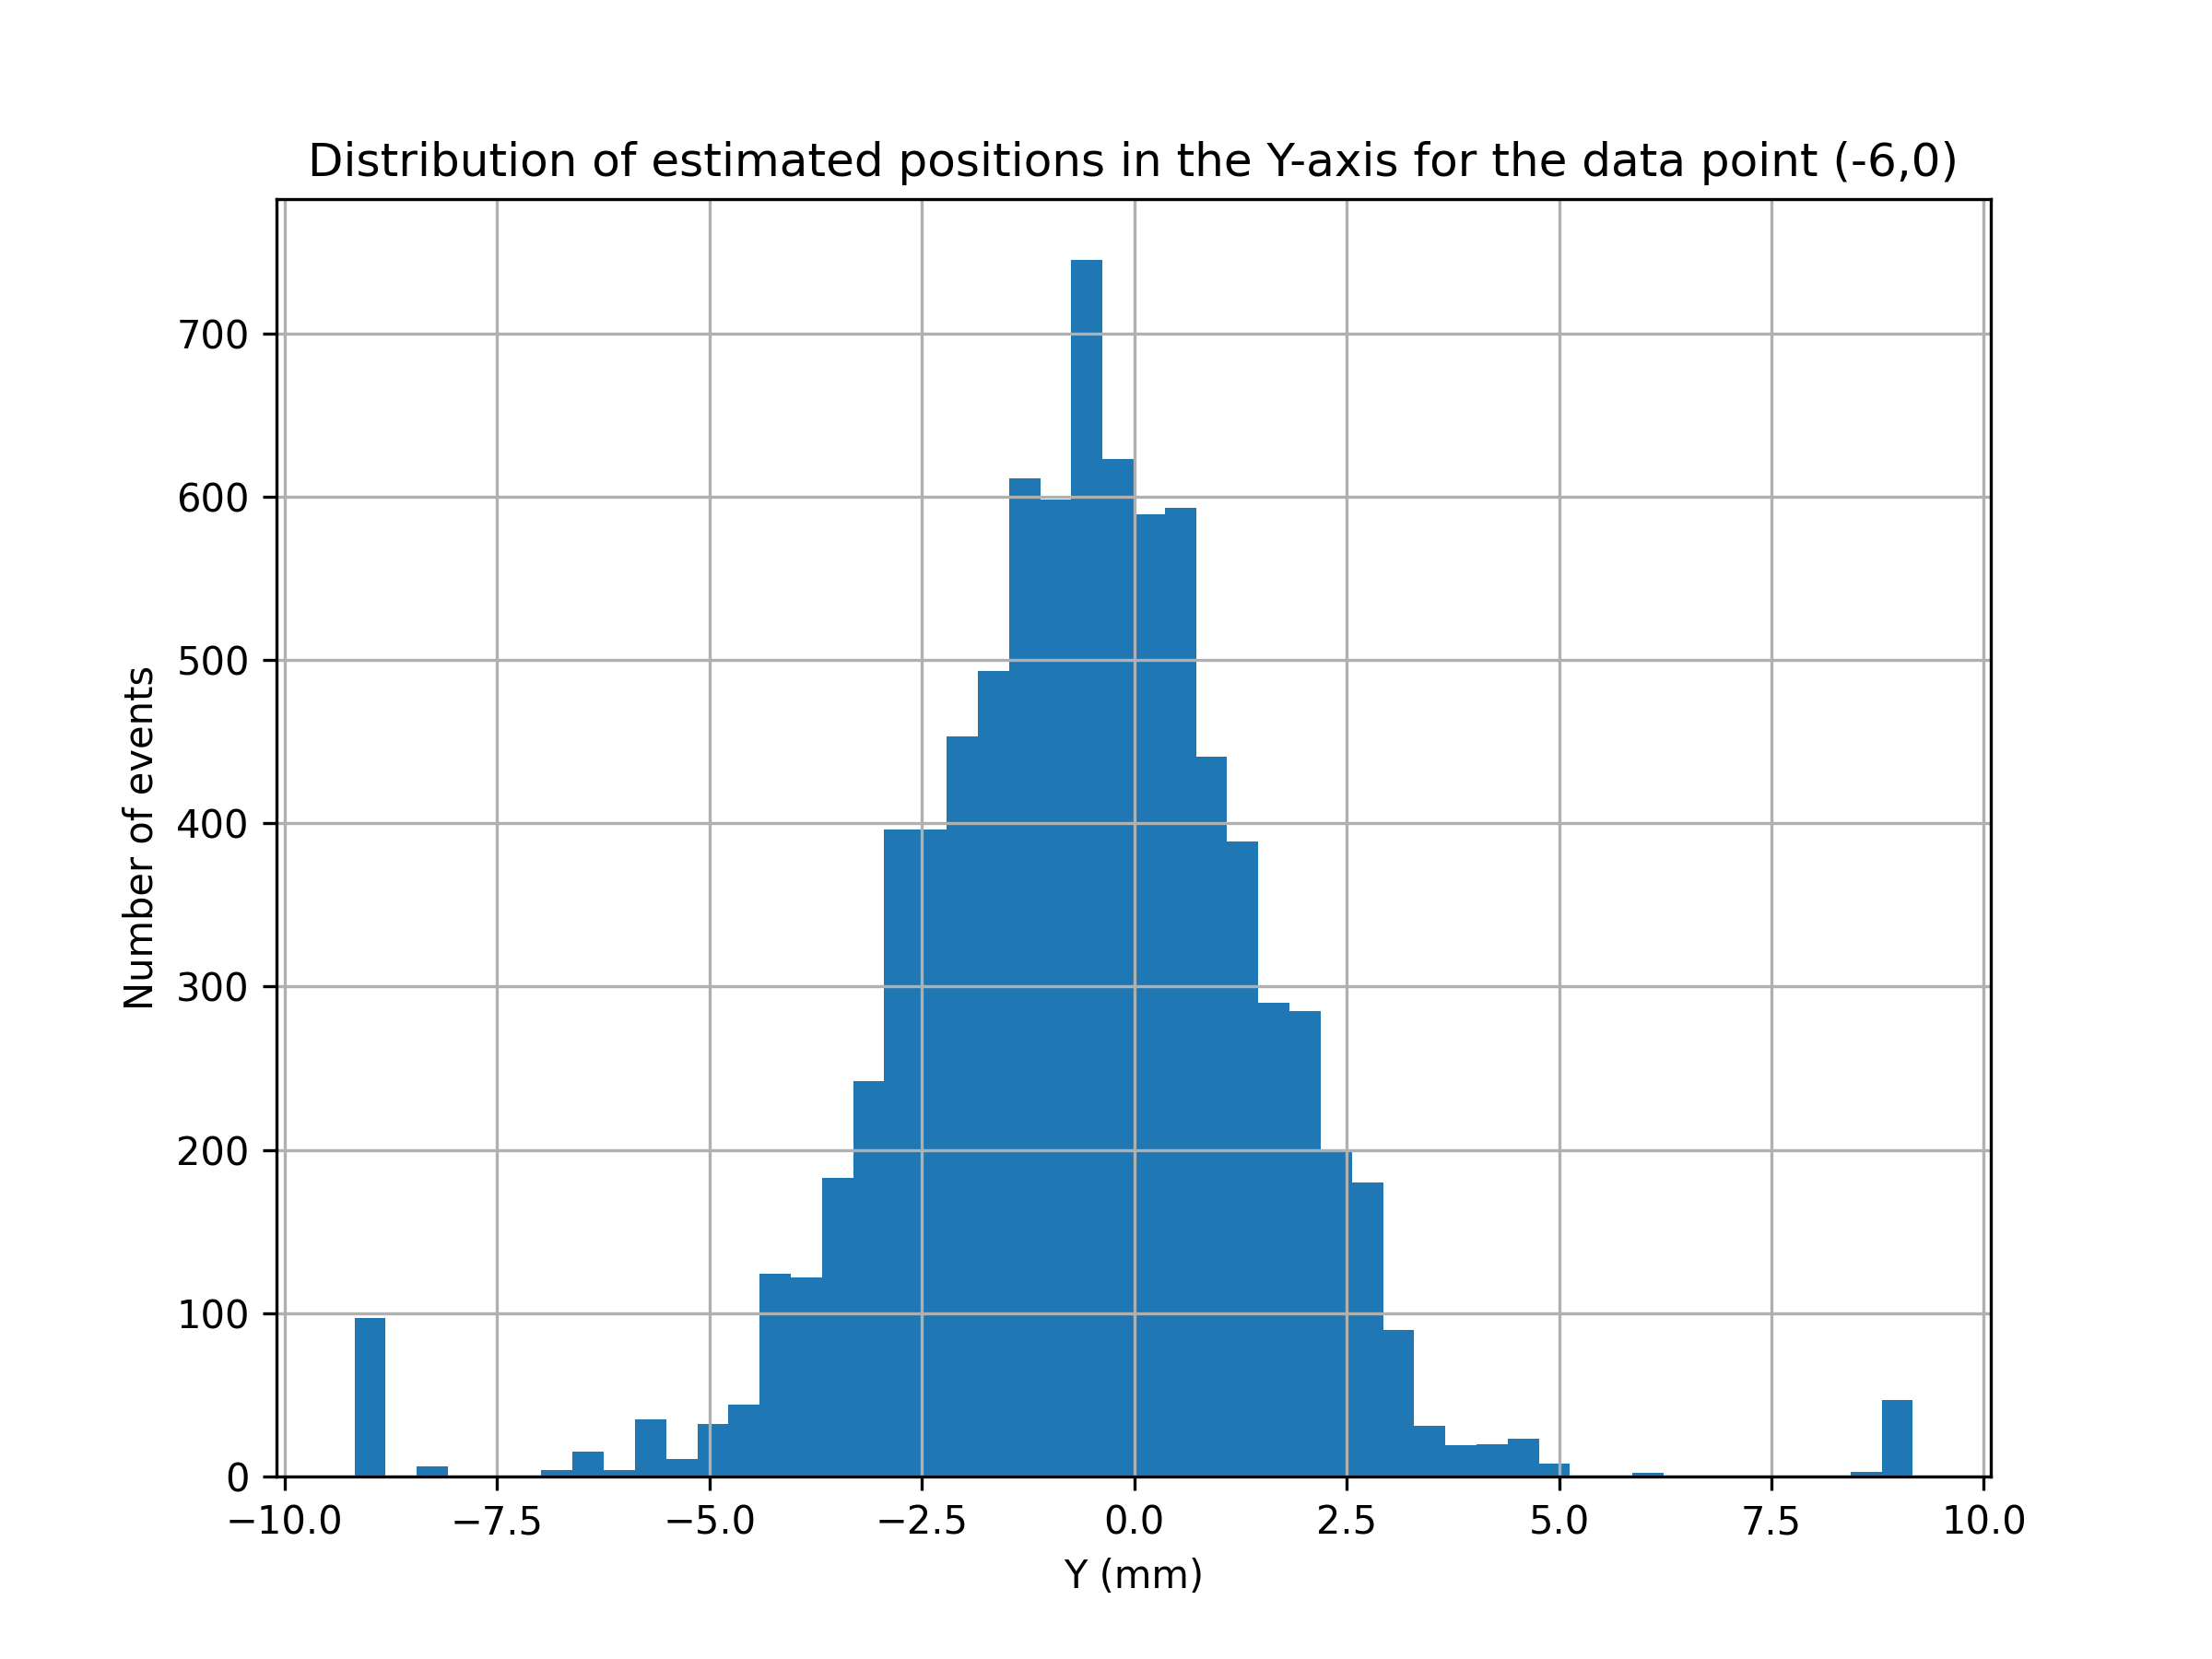 Distribution of estimated positions in the Y-axis for the data point (-6,0)
700
600
500
400
300
200
100
0
Number of events
−10.0 −7.5 −5.0 −2.5 0.0 2.5 5.0 7.5 10.0
Y (mm)